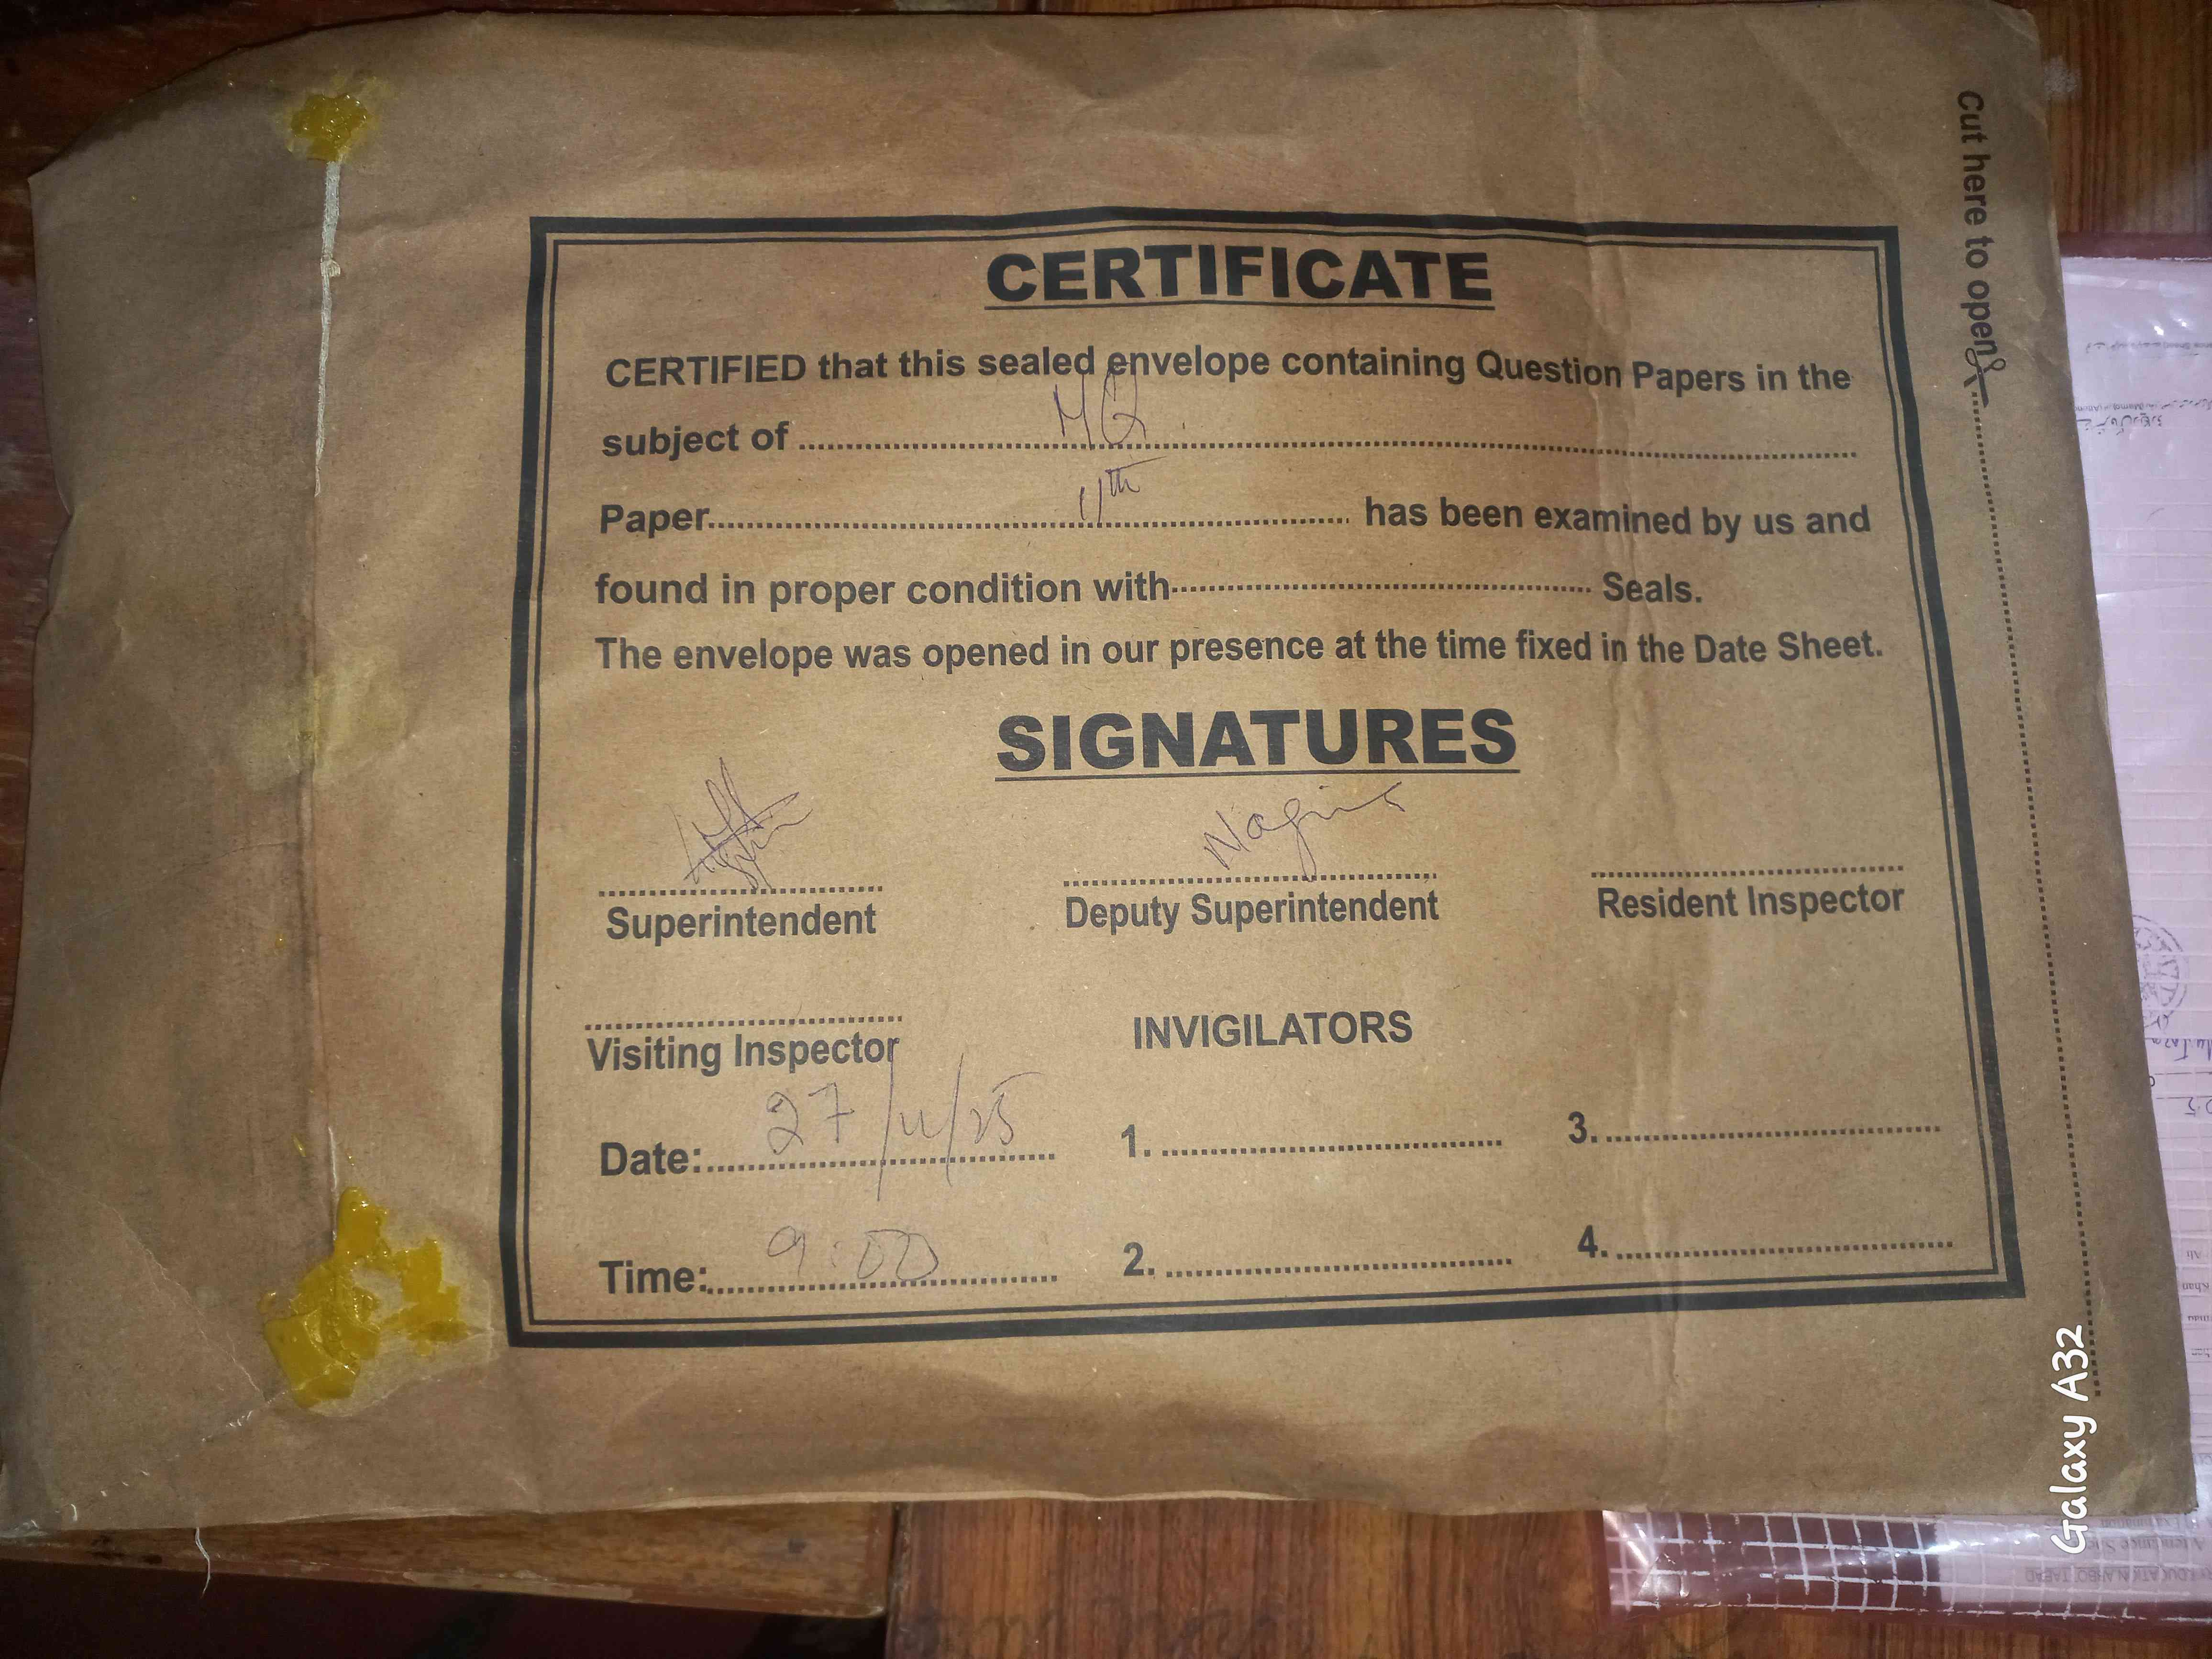 Cut here to open
CERTIFICATE
CERTIFIED that this sealed envelope containing Question Papers in the
subject of MQ
Paper 11th has been examined by us and
found in proper condition with Seals.
The envelope was opened in our presence at the time fixed in the Date Sheet.
SIGNATURES
Superintendent
Nagina
Deputy Superintendent
Resident Inspector
Visiting Inspector
INVIGILATORS
Date: 27/11/25
1.
3.
Time: 9:00
2.
4.
Galaxy A32